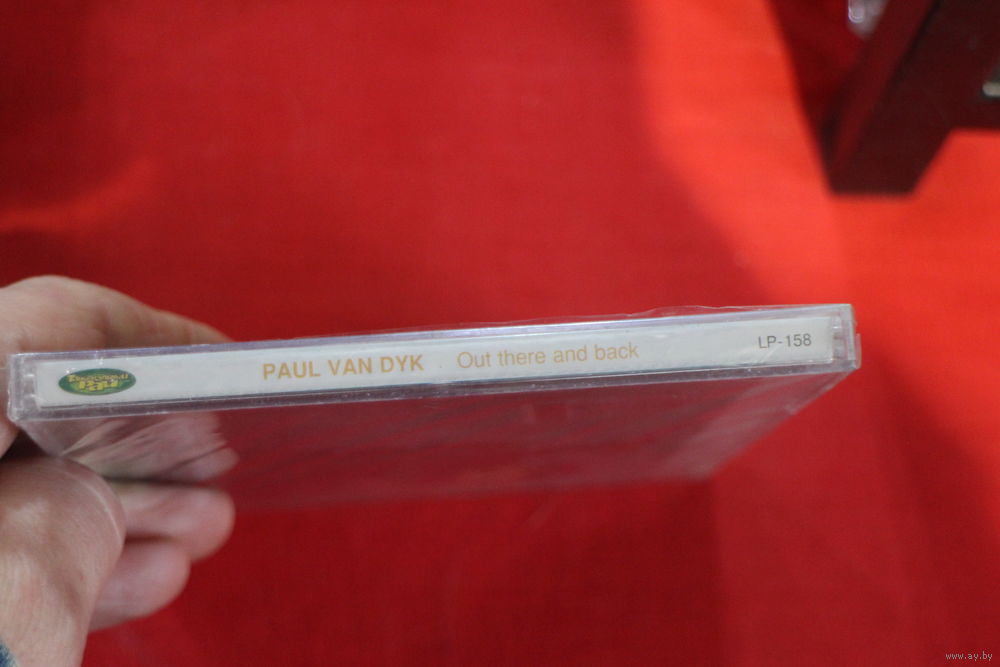 PAUL VAN DYK Out there and back LP-158
www.ay.by